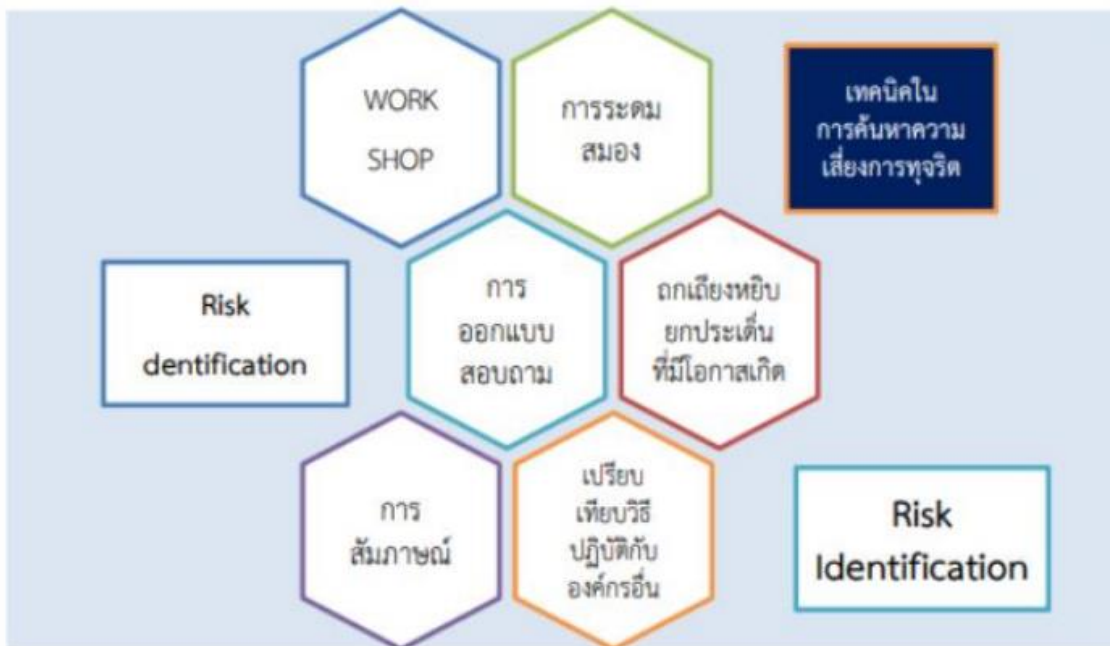 WORK
SHOP
การระดม
สมอง
เทคนิคใน
การค้นหาความ
เสี่ยงการทุจริต
Risk
dentification
การ
ออกแบบ
สอบถาม
ถกเถียงหยิบ
ยกประเด็น
ที่มีโอกาสเกิด
การ
สัมภาษณ์
เปรียบ
เทียบวิธี
ปฏิบัติกับ
องค์กรอื่น
Risk
Identification